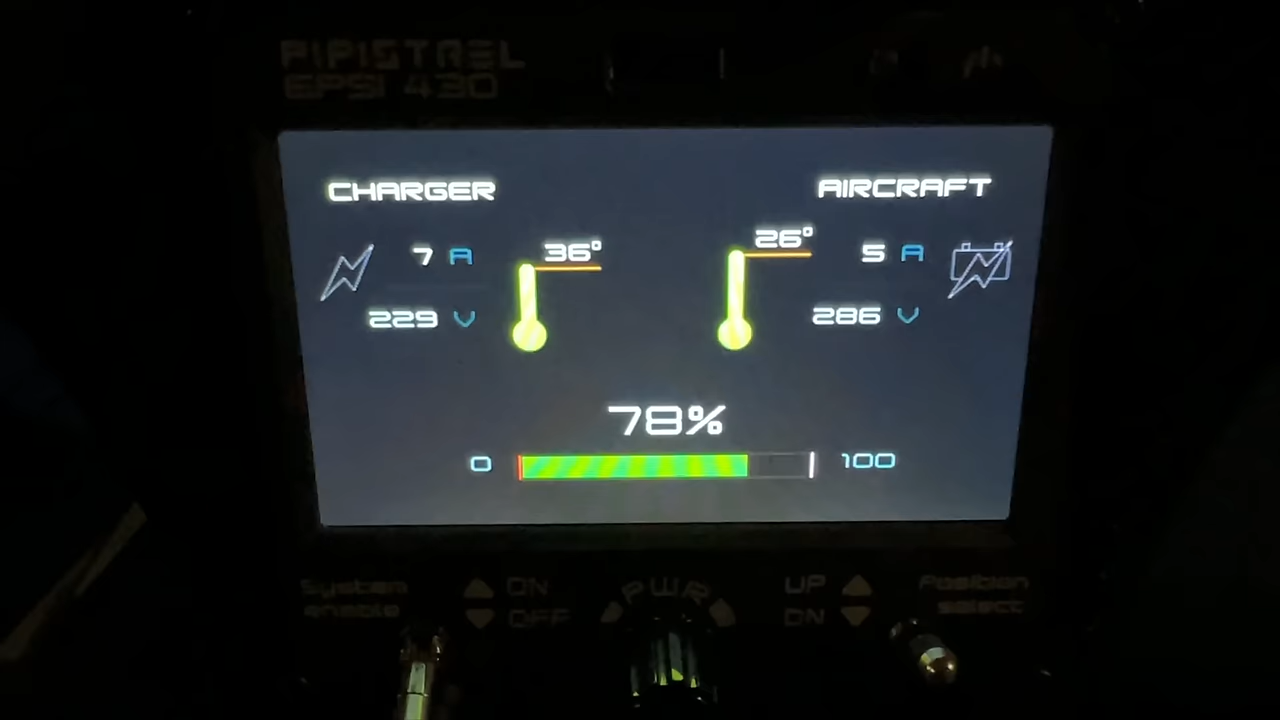 PIPISTREL
EPSI 430
CHARGER
AIRCRAFT
7 A
36°
26°
5 A
229 V
286 V
78%
0
100
System enable
ON
OFF
PWR
UP
DN
Position select